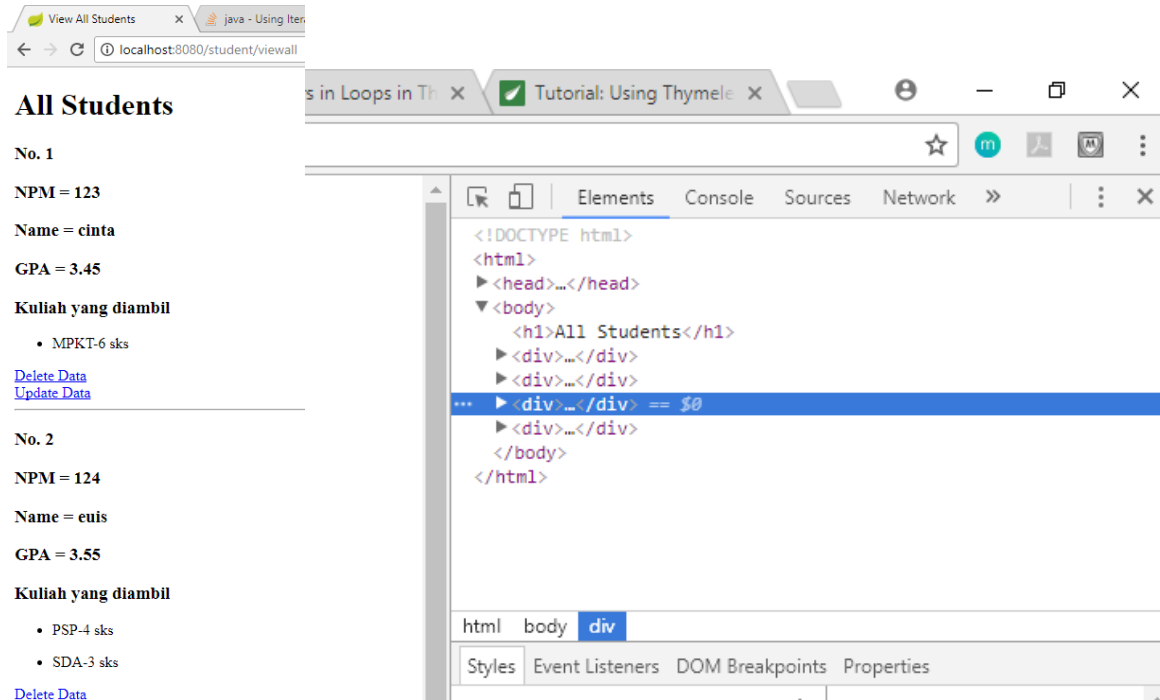 View All Students
java - Using Itera
localhost:8080/student/viewall
All Students
No. 1
NPM = 123
Name = cinta
GPA = 3.45
Kuliah yang diambil
MPKT-6 sks
Delete Data
Update Data
No. 2
NPM = 124
Name = euis
GPA = 3.55
Kuliah yang diambil
PSP-4 sks
SDA-3 sks
Delete Data
s in Loops in Th
Tutorial: Using Thymele
m
Elements Console Sources Network »
<!DOCTYPE html>
<html>
<head>…</head>
<body>
<h1>All Students</h1>
<div>…</div>
<div>…</div>
… <div>…</div> == $0
<div>…</div>
</body>
</html>
html body div
Styles Event Listeners DOM Breakpoints Properties